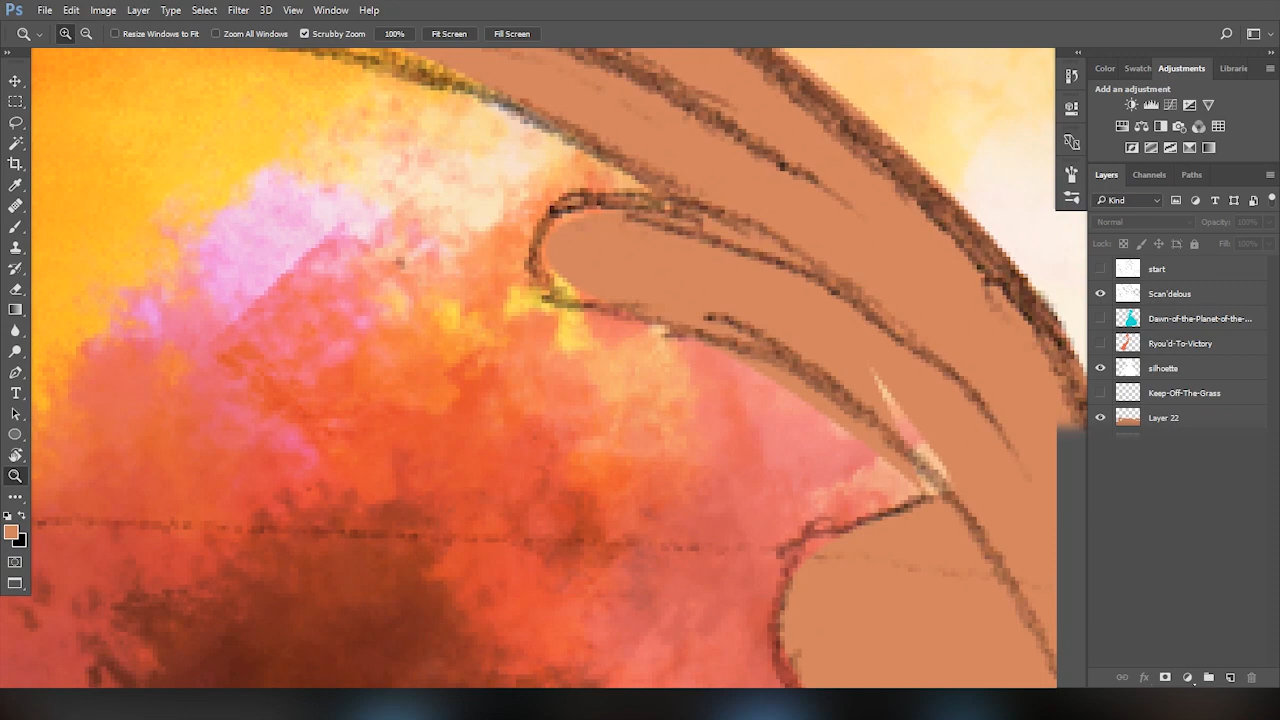 Ps File Edit Image Layer Type Select Filter 3D View Window Help
Resize Windows to Fit Zoom All Windows Scrubby Zoom 100% Fit Screen Fill Screen
Color Swatch Adjustments Librarie
Add an adjustment
Layers Channels Paths
Kind
Normal Opacity: 100%
Lock: Fill: 100%
start
Scan'delous
Dawn-of-the-Planet-of-the-...
Ryou'd-To-Victory
silhoette
Keep-Off-The-Grass
Layer 22
fx